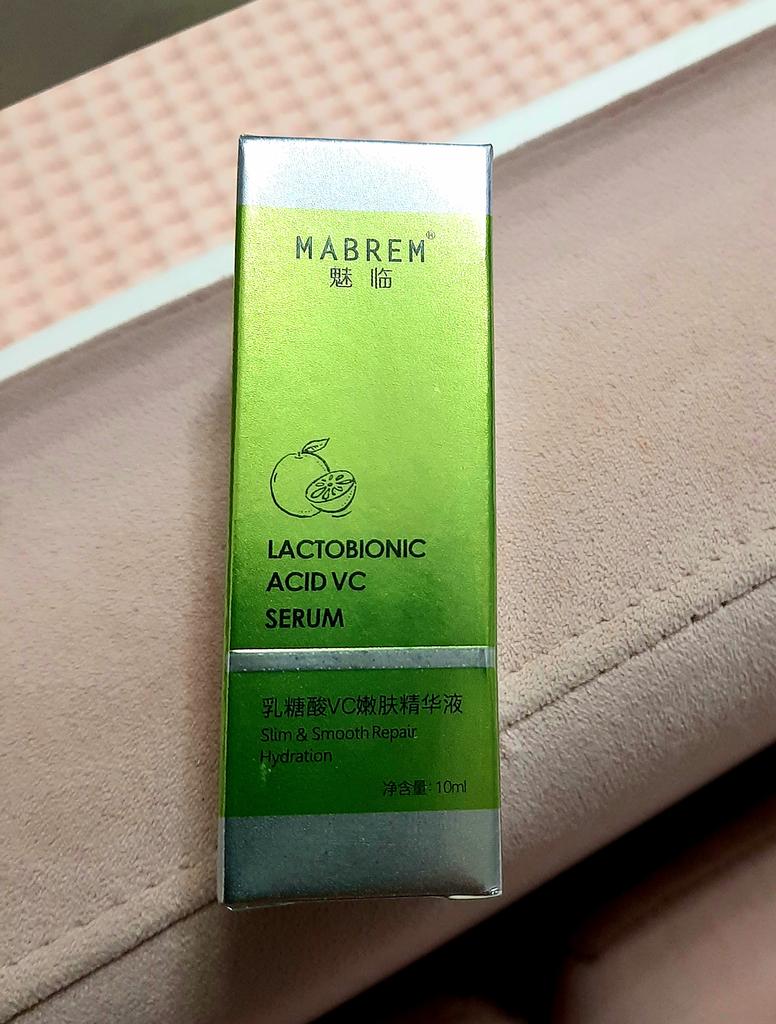 MABREM®
魅临
LACTOBIONIC
ACID VC
SERUM
乳糖酸VC嫩肤精华液
Slim & Smooth Repair
Hydration
净含量:10ml